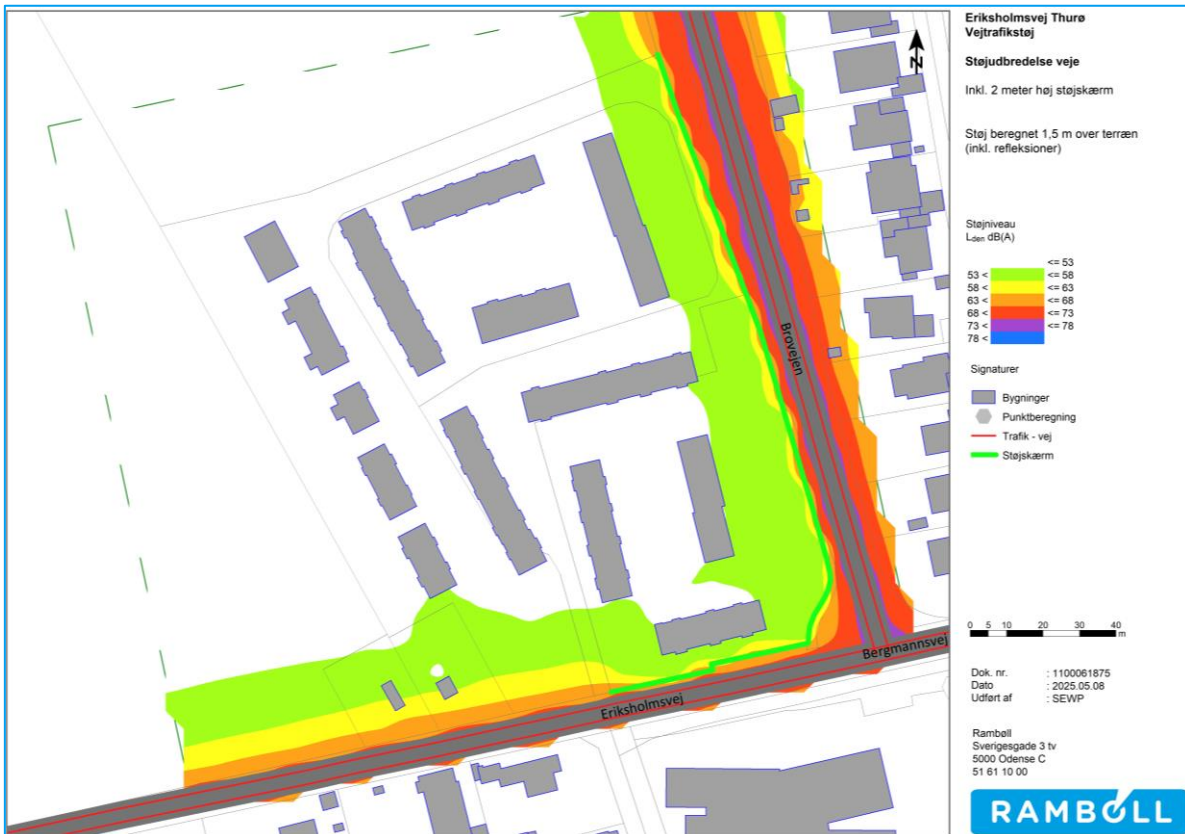 Eriksholmsvej Thurø
Vejtrafikstøj
Støjudbredelse veje
Inkl. 2 meter høj støjskærm
Støj beregnet 1,5 m over terræn
(inkl. refleksioner)
N
Støjniveau
Lden dB(A)
<= 53
53 < <= 58
58 < <= 63
63 < <= 68
68 < <= 73
73 < <= 78
78 <
Signaturer
Bygninger
Punktberegning
Trafik - vej
Støjskærm
Brovejen
Bergmannsvej
Eriksholmsvej
0 5 10 20 30 40
m
Dok. nr. : 1100061875
Dato : 2025.05.08
Udført af : SEWP
Rambøll
Sverigesgade 3 tv
5000 Odense C
51 61 10 00
RAMBOLL